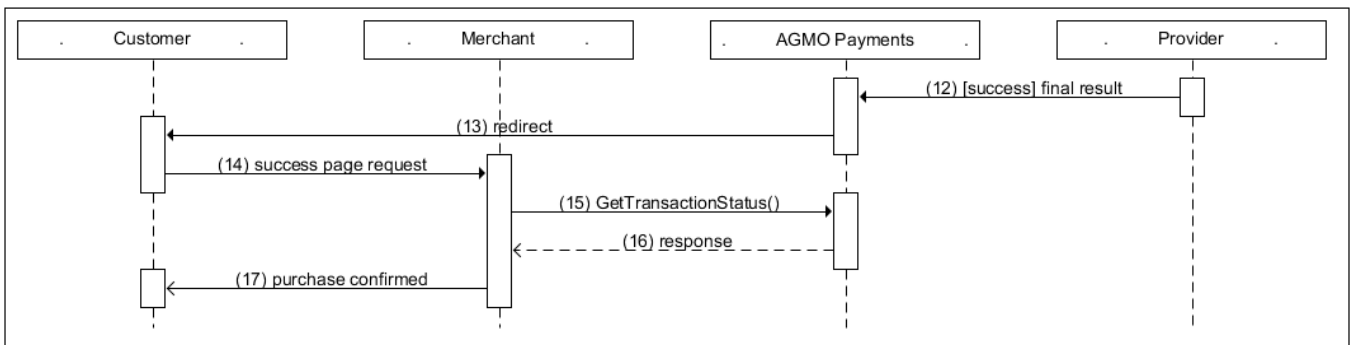 . Customer .
. Merchant .
. AGMO Payments .
. Provider .
(12) [success] final result
(13) redirect
(14) success page request
(15) GetTransactionStatus()
(16) response
(17) purchase confirmed